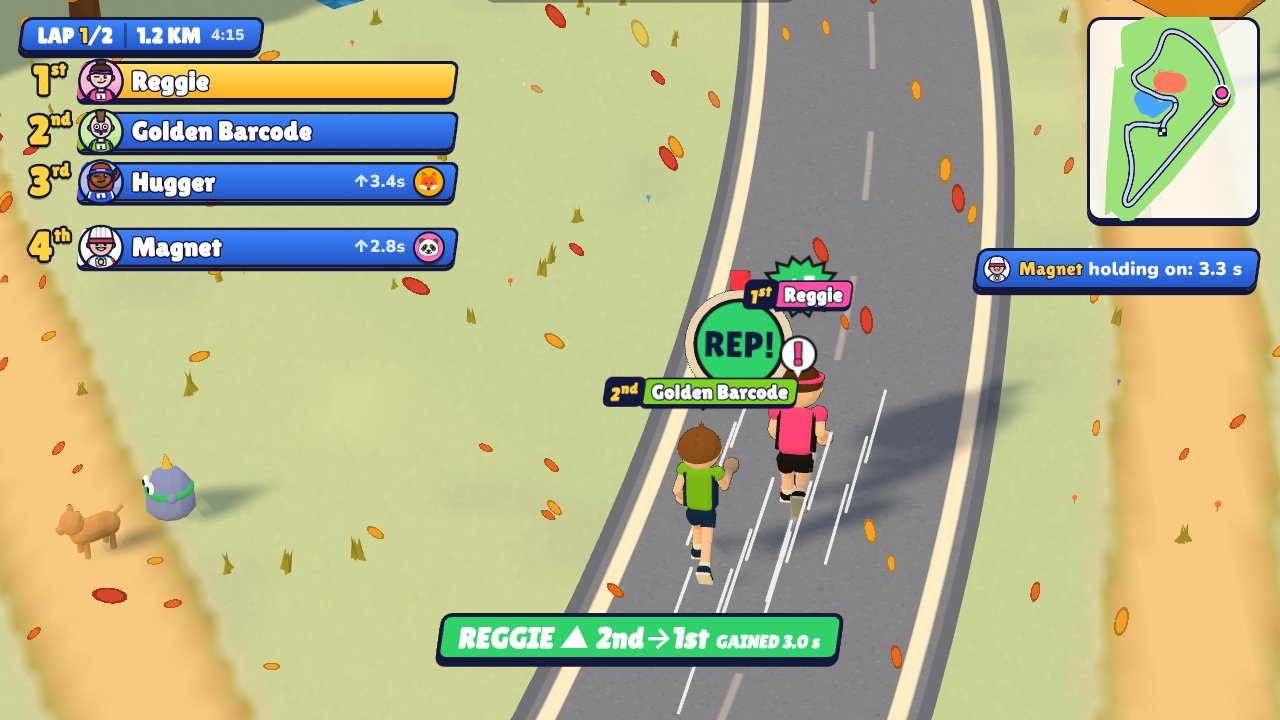 LAP 1/2 1.2 KM 4:15
1st Reggie
2nd Golden Barcode
3rd Hugger ↑3.4s
4th Magnet ↑2.8s
Magnet holding on: 3.3 s
1st Reggie
REP!
!
2nd Golden Barcode
REGGIE ▲ 2nd→1st GAINED 3.0 s